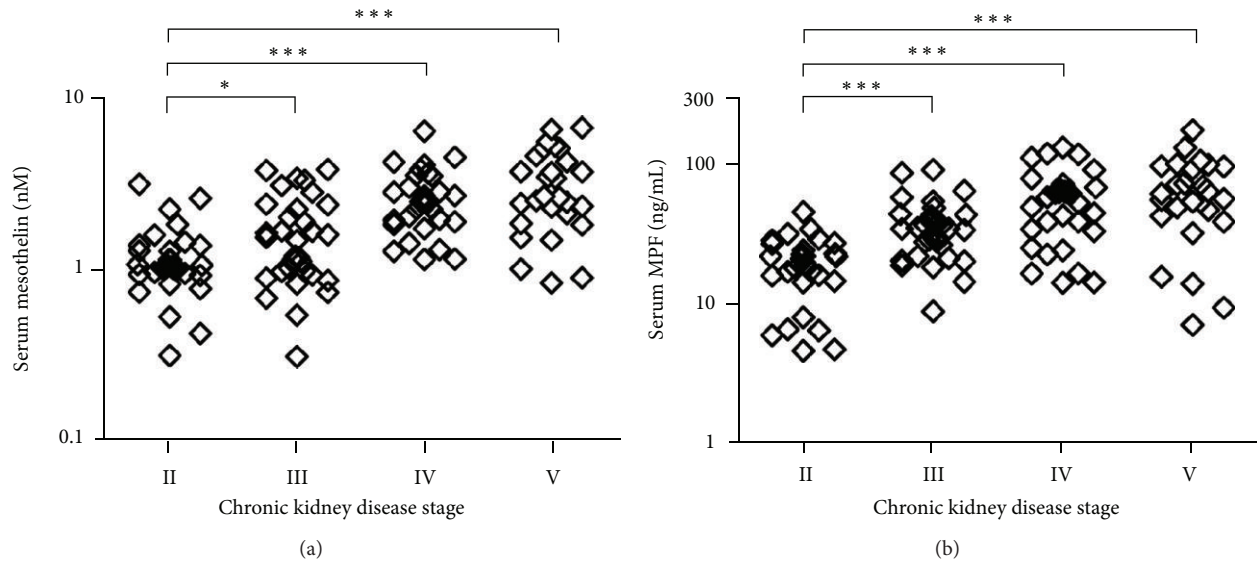 ***
***
*
10
1
0.1
Serum mesothelin (nM)
II III IV V
Chronic kidney disease stage
(a)
***
***
***
300
100
10
1
Serum MPF (ng/mL)
II III IV V
Chronic kidney disease stage
(b)